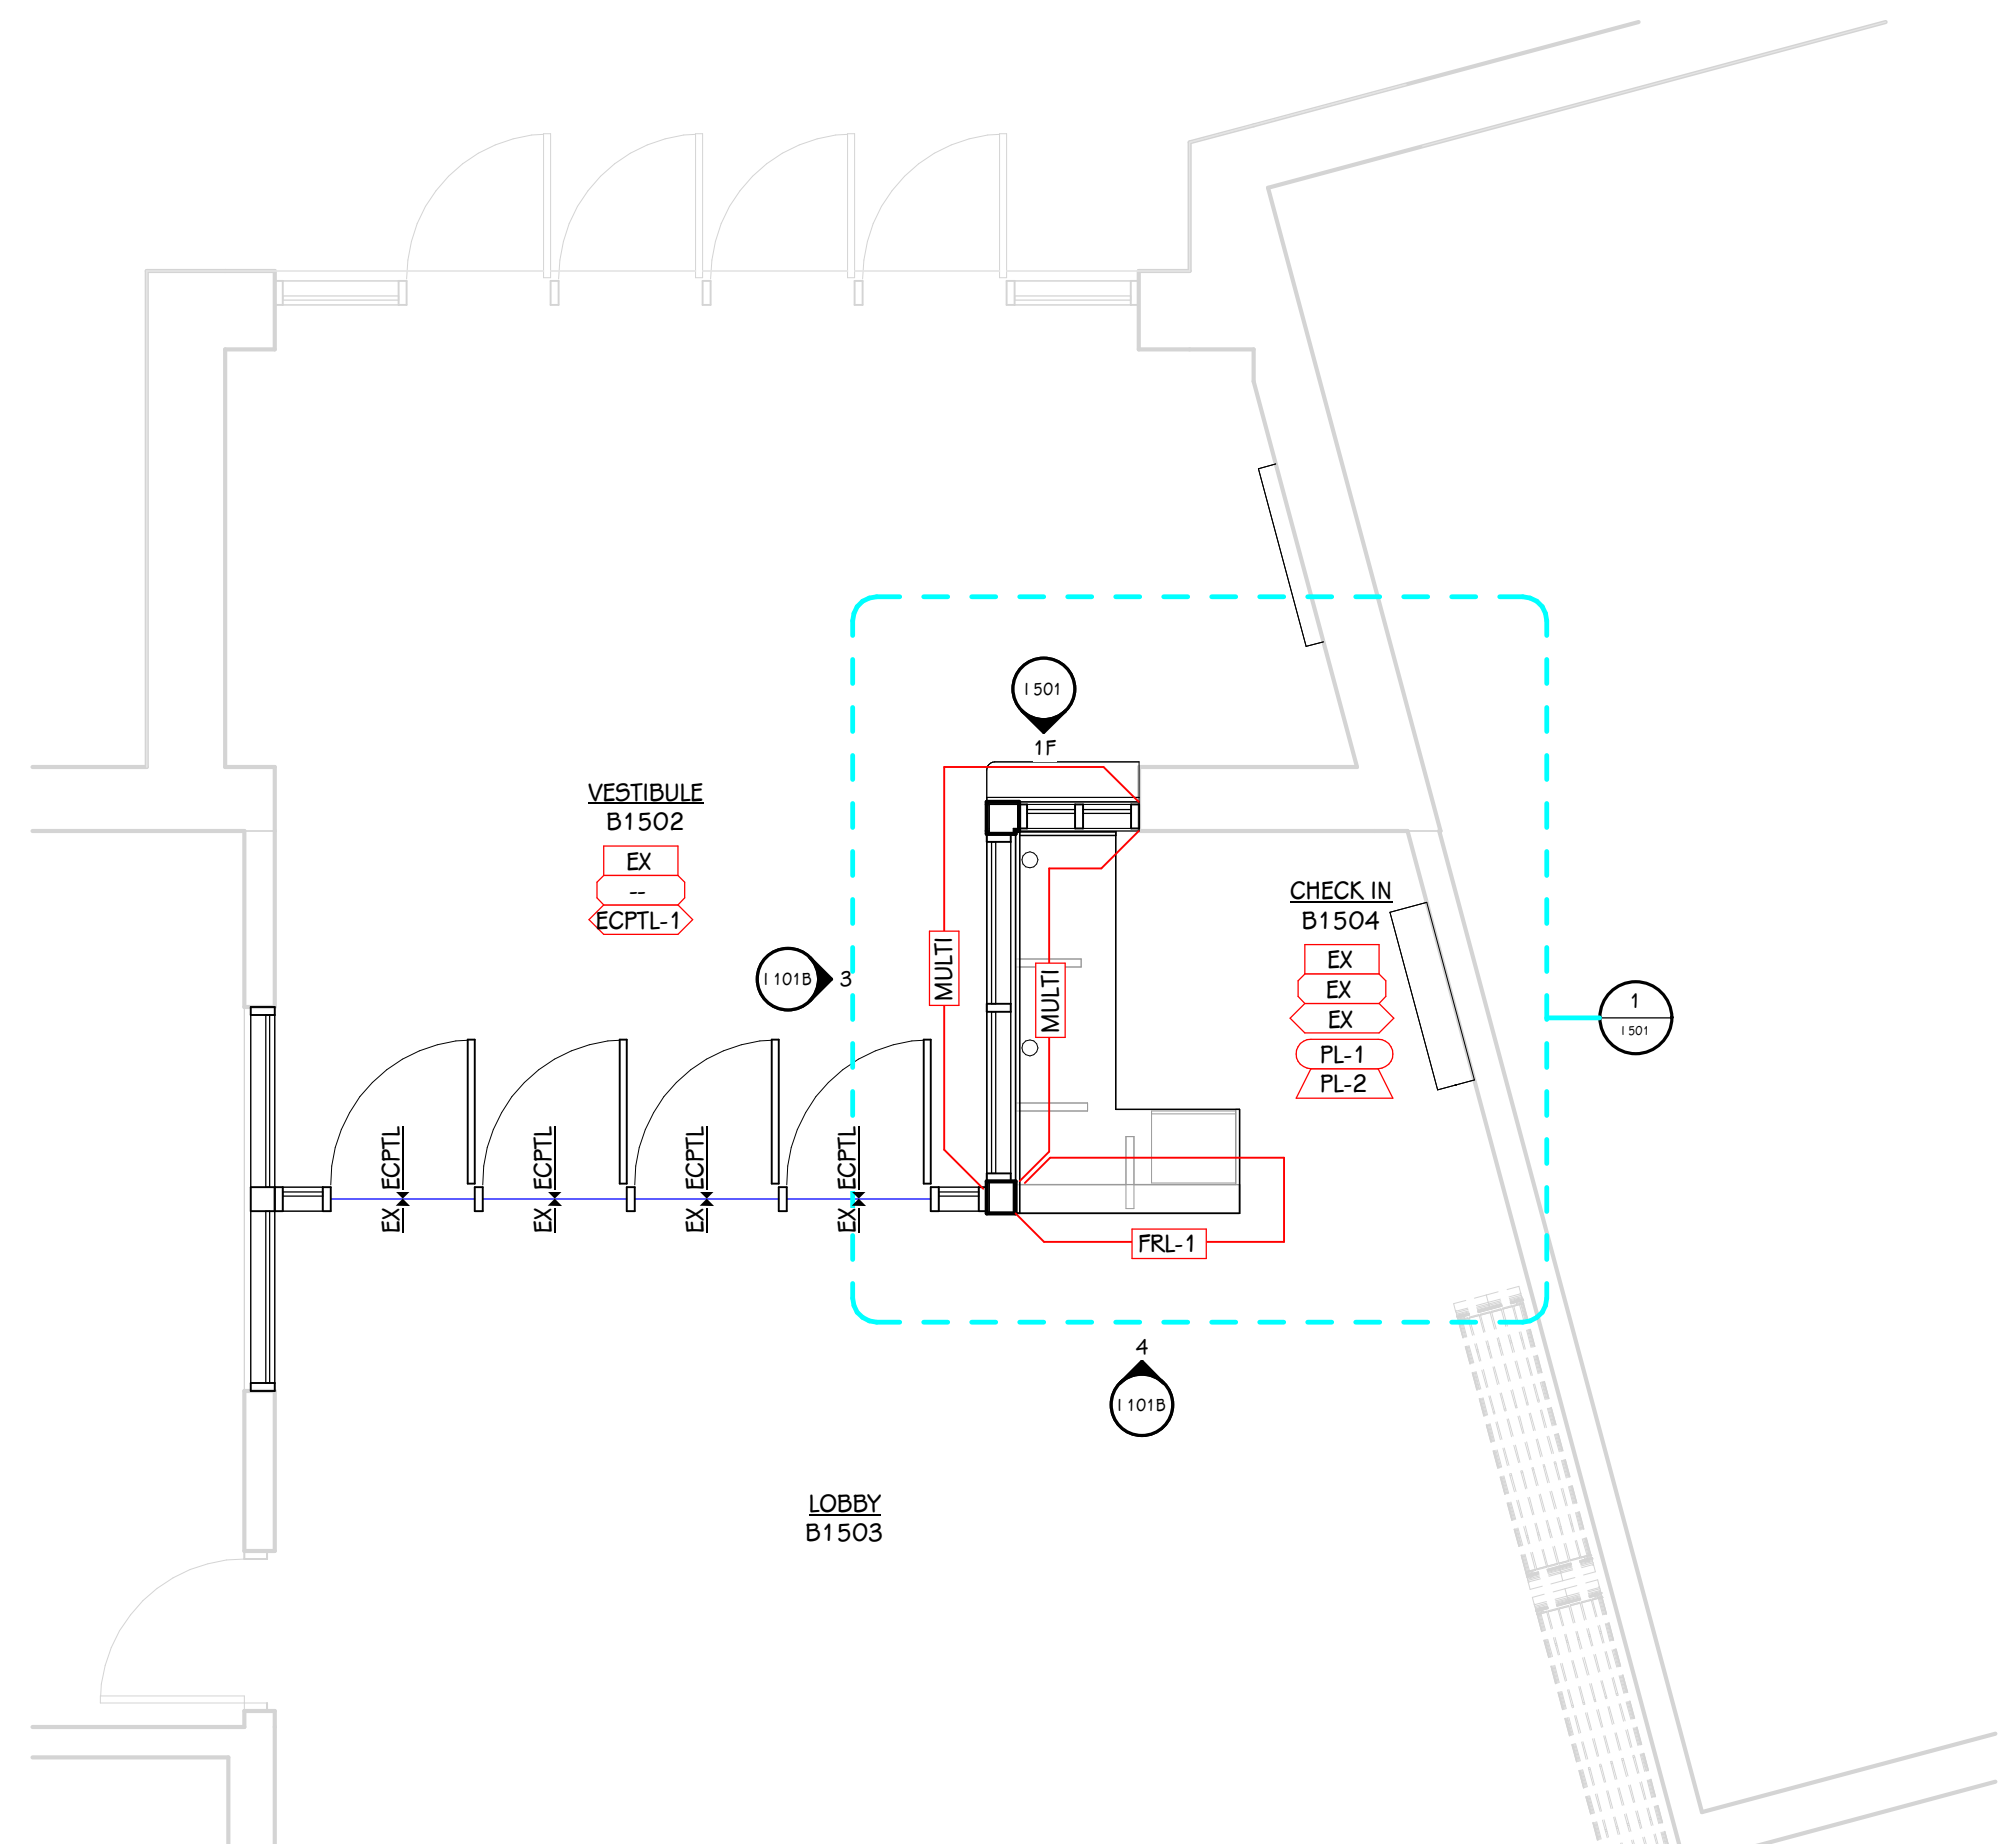 I 501
1F
VESTIBULE
B1502
EX
--
ECPTL-1
I 101B
3
MULTI
MULTI
CHECK IN
B1504
EX
EX
EX
PL-1
PL-2
1
I 501
EX ECPTL
EX ECPTL
EX ECPTL
EX ECPTL
FRL-1
4
I 101B
LOBBY
B1503